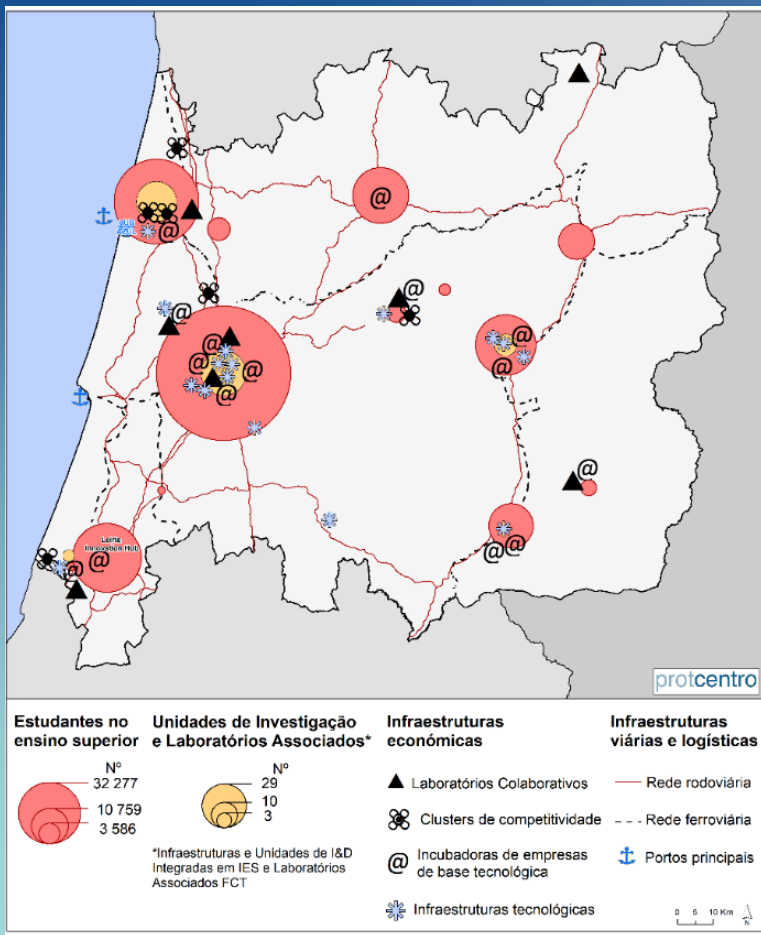 @
@
@
@
@
@
@
@
@
@
@
@
@
Leiria
Innovation Hub
@
@
@
@
protcentro
Estudantes no
ensino superior
Nº
32 277
10 759
3 586
Unidades de Investigação
e Laboratórios Associados*
Nº
29
10
3
*Infraestruturas e Unidades de I&D
Integradas em IES e Laboratórios
Associados FCT
Infraestruturas
económicas
Laboratórios Colaborativos
Clusters de competitividade
@ Incubadoras de empresas
de base tecnológica
Infraestruturas tecnológicas
Infraestruturas
viárias e logísticas
Rede rodoviária
Rede ferroviária
Portos principais
0 5 10 Km
N